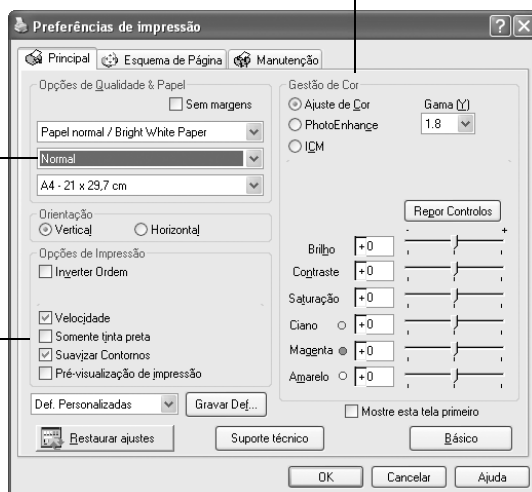 Preferências de impressão
Principal
Esquema de Página
Manutenção
Opções de Qualidade & Papel
Sem margens
Papel normal / Bright White Paper
Normal
A4 - 21 x 29,7 cm
Orientação
Vertical
Horizontal
Opções de Impressão
Inverter Ordem
Velocidade
Somente tinta preta
Suavizar Contornos
Pré-visualização de impressão
Def. Personalizadas
Gravar Def...
Gestão de Cor
Ajuste de Cor
PhotoEnhance
ICM
Gama (Y)
1.8
Repor Controlos
- +
Brilho +0
Contraste +0
Saturação +0
Ciano +0
Magenta +0
Amarelo +0
Mostre esta tela primeiro
Restaurar ajustes
Suporte técnico
Básico
OK
Cancelar
Ajuda